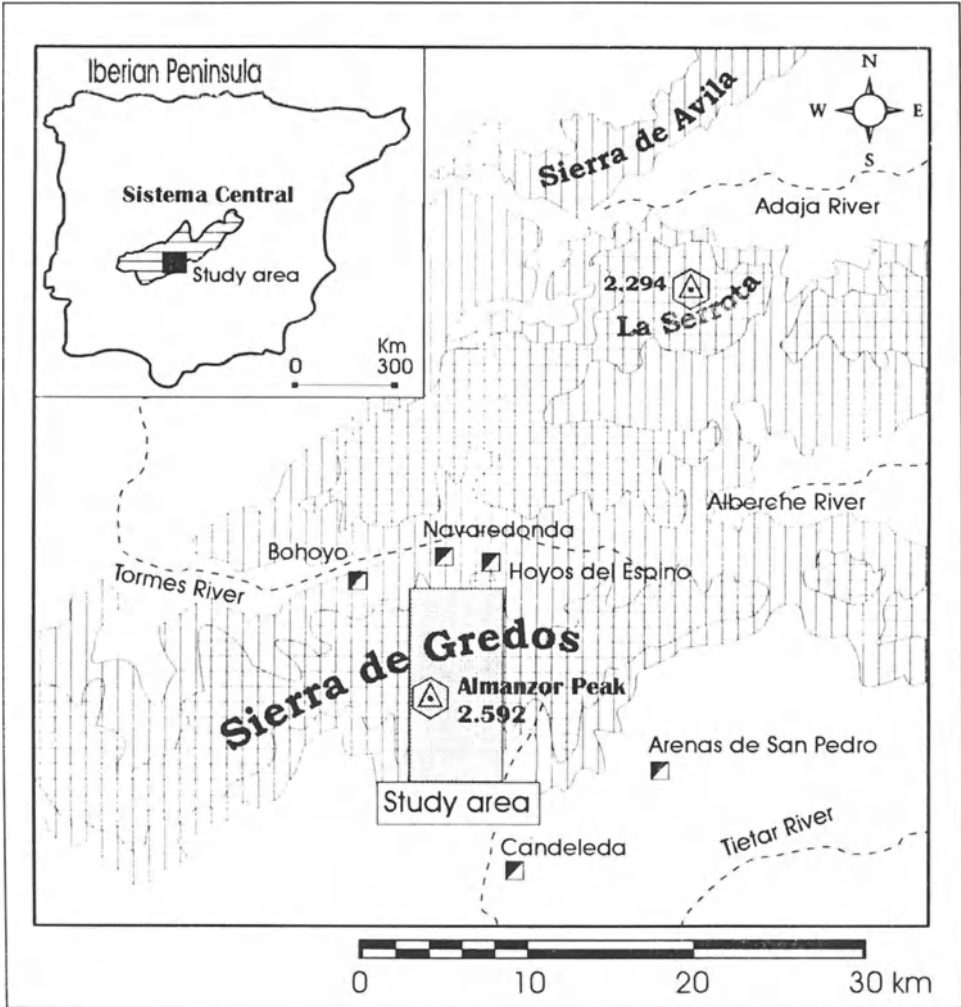 Iberian Peninsula
Sistema Central
Study area
Km
0 300
N
W E
S
Sierra de Avila
Adaja River
2.294
La Serrota
Alberche River
Navaredonda
Bohoyo
Hoyos del Espino
Tormes River
Sierra de Gredos
Almanzor Peak
2.592
Arenas de San Pedro
Study area
Candeleda
Tietar River
0 10 20 30 km